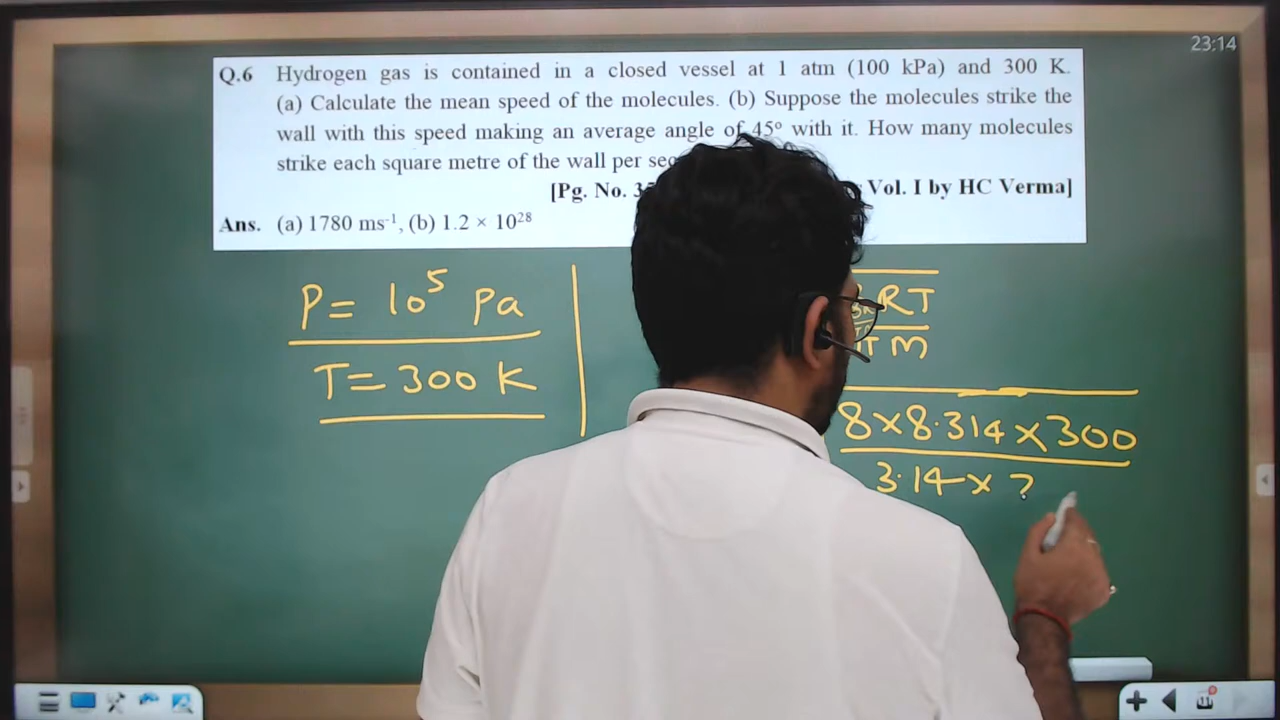 23:14
Q.6 Hydrogen gas is contained in a closed vessel at 1 atm (100 kPa) and 300 K.
(a) Calculate the mean speed of the molecules. (b) Suppose the molecules strike the
wall with this speed making an average angle of 45° with it. How many molecules
strike each square metre of the wall per
[Pg. No. Vol. I by HC Verma]
Ans. (a) 1780 ms⁻¹, (b) 1.2 × 10²⁸
P = 10⁵ Pa
T = 300 K
RT
M
8×8.314×300
3.14×